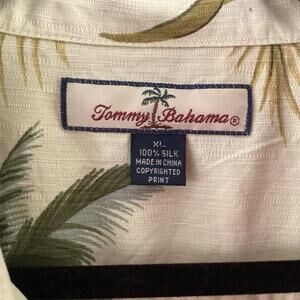 Tommy Bahama®
XL
100% SILK
MADE IN CHINA
COPYRIGHTED
PRINT